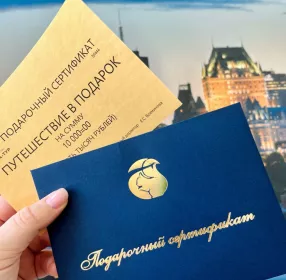 ПОДАРОЧНЫЙ СЕРТИФИКАТ
ПУТЕШЕСТВИЕ В ПОДАРОК
НА СУММУ
10 000=00
ТЫСЯЧ РУБЛЕЙ)
Подарочный сертификат